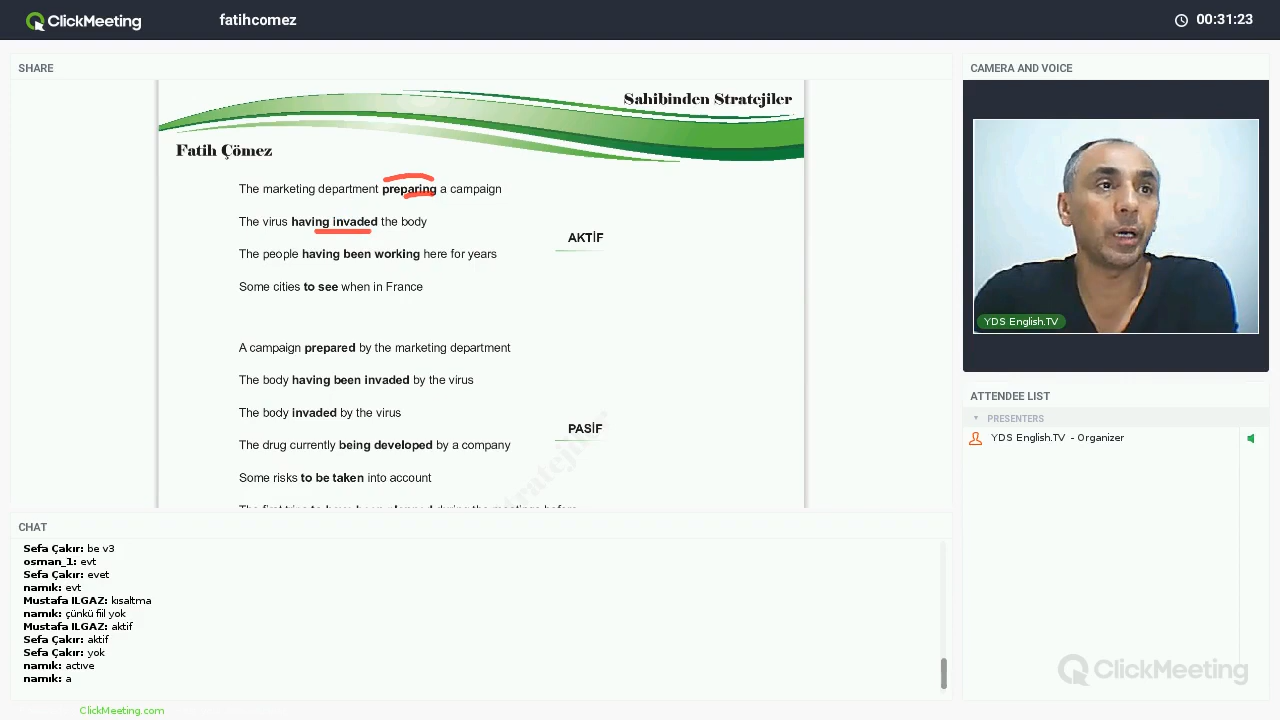 ClickMeeting
fatihcomez
00:31:23
SHARE
Sahibinden Stratejiler
Fatih Çömez
The marketing department preparing a campaign
The virus having invaded the body
AKTİF
The people having been working here for years
Some cities to see when in France
A campaign prepared by the marketing department
The body having been invaded by the virus
The body invaded by the virus
PASİF
The drug currently being developed by a company
Some risks to be taken into account
CHAT
Sefa Çakır: be v3
osman_1: evt
Sefa Çakır: evet
namık: evt
Mustafa ILGAZ: kısaltma
namık: çünkü fiil yok
Mustafa ILGAZ: aktif
Sefa Çakır: aktif
Sefa Çakır: yok
namık: actıve
namık: a
ClickMeeting.com
CAMERA AND VOICE
YDS English.TV
ATTENDEE LIST
PRESENTERS
YDS English.TV - Organizer
ClickMeeting